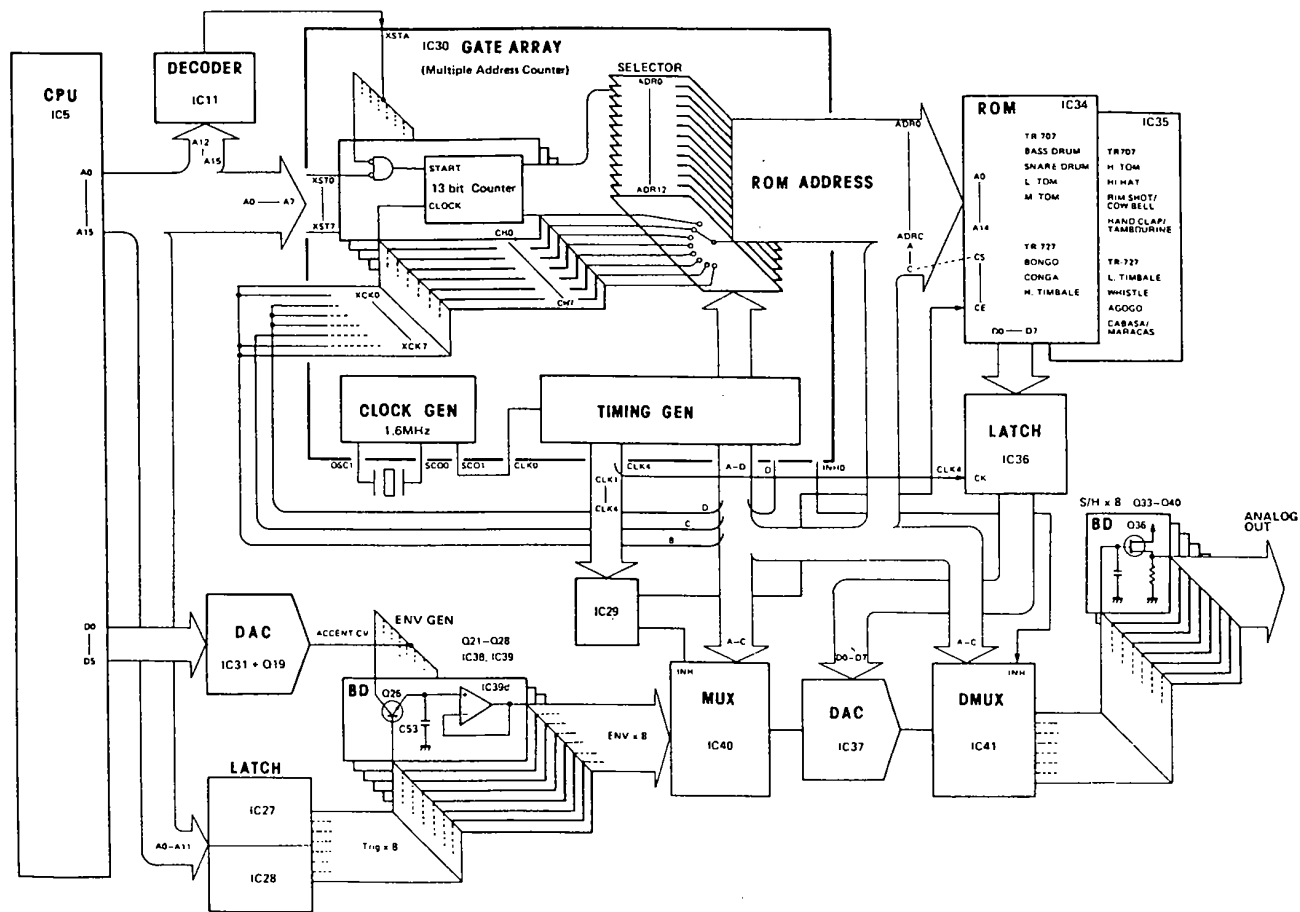 CPU
IC5
A0
A15
D0
D5
DECODER
IC11
A12
A15
A0 — A7
XSTA
IC30 GATE ARRAY
(Multiple Address Counter)
XST0
XST7
START
13 bit Counter
CLOCK
CH0
CH7
XCK0
XCK7
SELECTOR
ADR0
ADR12
ROM ADDRESS
ADR0
ADRC
A
C
ROM
IC34
TR 707
BASS DRUM
SNARE DRUM
L TOM
M TOM
A0
A14
TR 727
BONGO
CONGA
H. TIMBALE
CS
CE
D0 — D7
IC35
TR707
H. TOM
HI HAT
RIM SHOT/
COW BELL
HAND CLAP/
TAMBOURINE
TR-727
L. TIMBALE
WHISTLE
AGOGO
CABASA/
MARACAS
CLOCK GEN
1.6MHz
TIMING GEN
OSC1
SCO0
SCO1
CLK0
CLK1
CLK4
CLK4
A-D
D
INH0
CLK4
LATCH
IC36
CK
D
C
B
IC29
S/H x 8 Q33-Q40
BD
Q36
ANALOG
OUT
DAC
IC31 + Q19
ACCENT CV
ENV GEN
Q21-Q28
IC38, IC39
BD
Q26
C53
IC39d
ENV x 8
A-C
INH
MUX
IC40
D0-D7
DAC
IC37
A-C
INH
DMUX
IC41
LATCH
IC27
IC28
A0-A11
Trig x 8